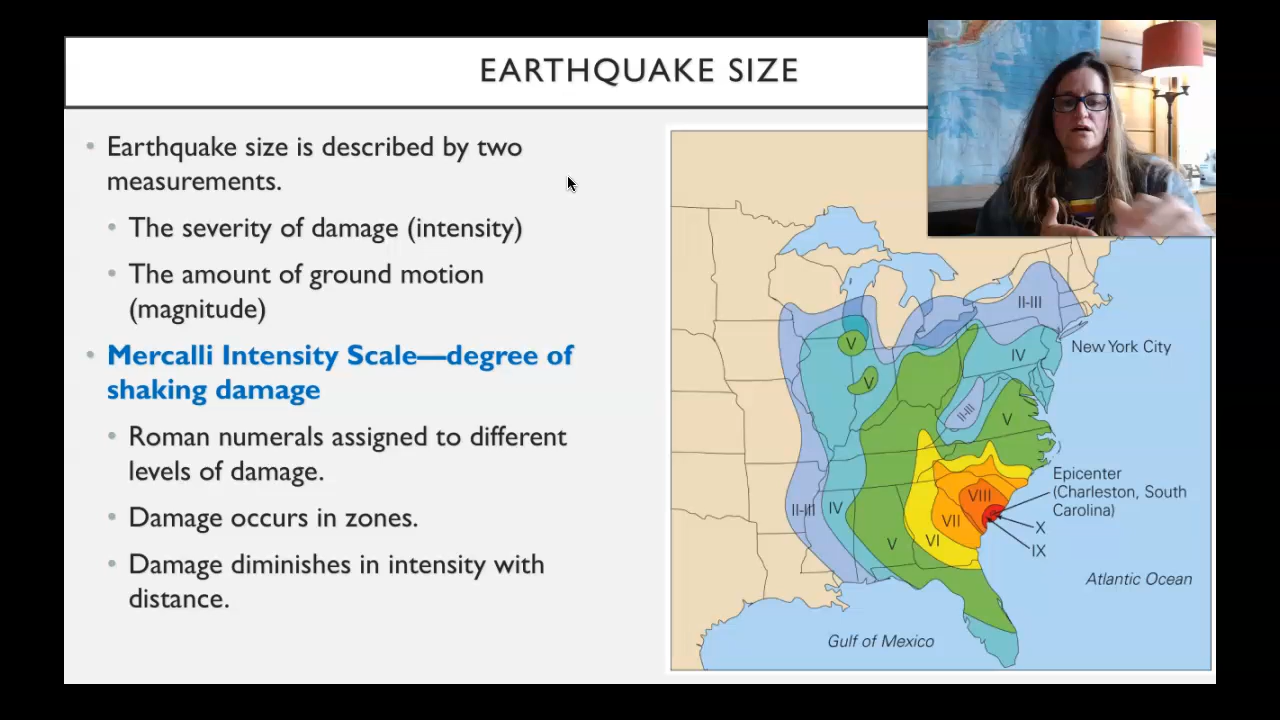 EARTHQUAKE SIZE
• Earthquake size is described by two
measurements.
• The severity of damage (intensity)
• The amount of ground motion
(magnitude)
• Mercalli Intensity Scale—degree of
shaking damage
• Roman numerals assigned to different
levels of damage.
• Damage occurs in zones.
• Damage diminishes in intensity with
distance.
II-III
New York City
V
IV
V
II-III
V
Epicenter
(Charleston, South
Carolina)
VIII
II-III
IV
VII
X
V
VI
IX
Atlantic Ocean
Gulf of Mexico